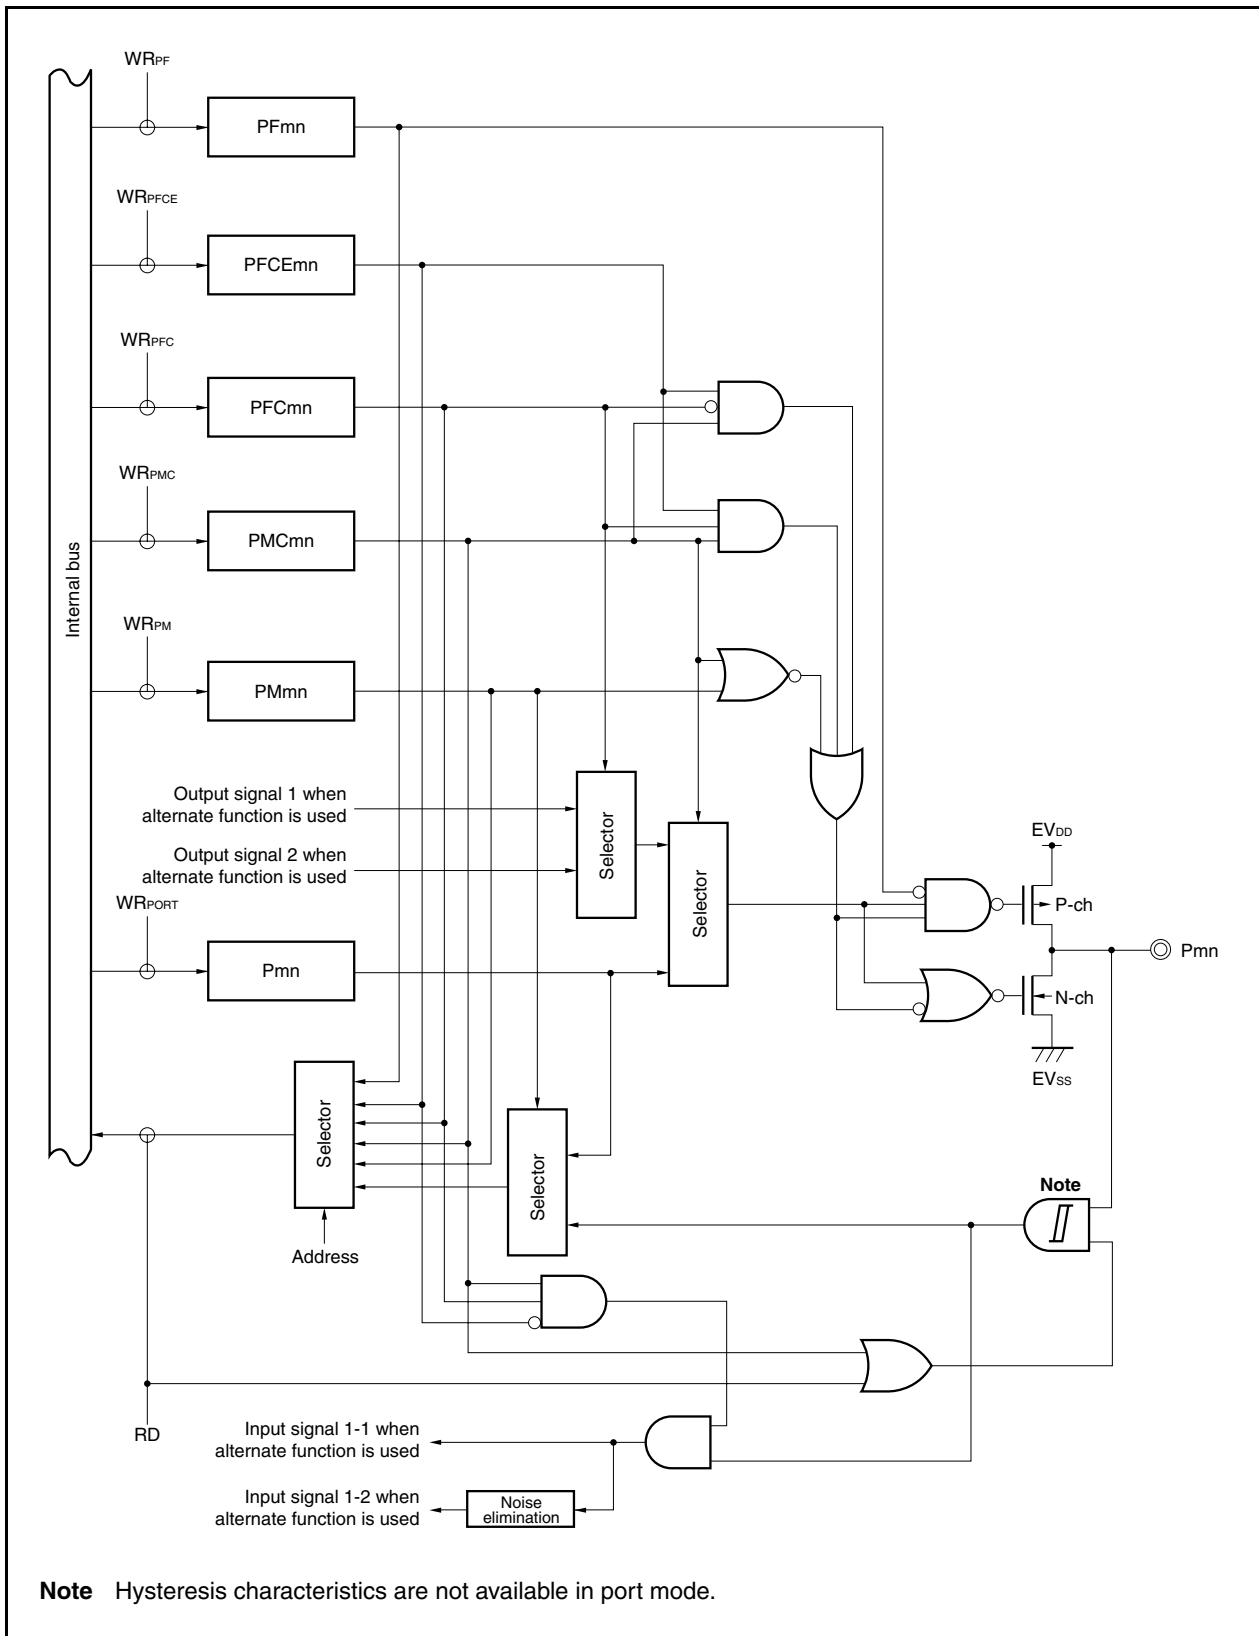 WRPF
PFmn
WRPFCE
PFCEmn
WRPFC
PFCmn
WRPMC
PMCmn
Internal bus
WRPM
PMmn
Output signal 1 when
alternate function is used
Output signal 2 when
alternate function is used
Selector
Selector
EVDD
P-ch
WRPORT
Pmn
Pmn
N-ch
EVSS
Selector
Selector
Address
Note
RD
Input signal 1-1 when
alternate function is used
Input signal 1-2 when
alternate function is used
Noise
elimination
Note Hysteresis characteristics are not available in port mode.